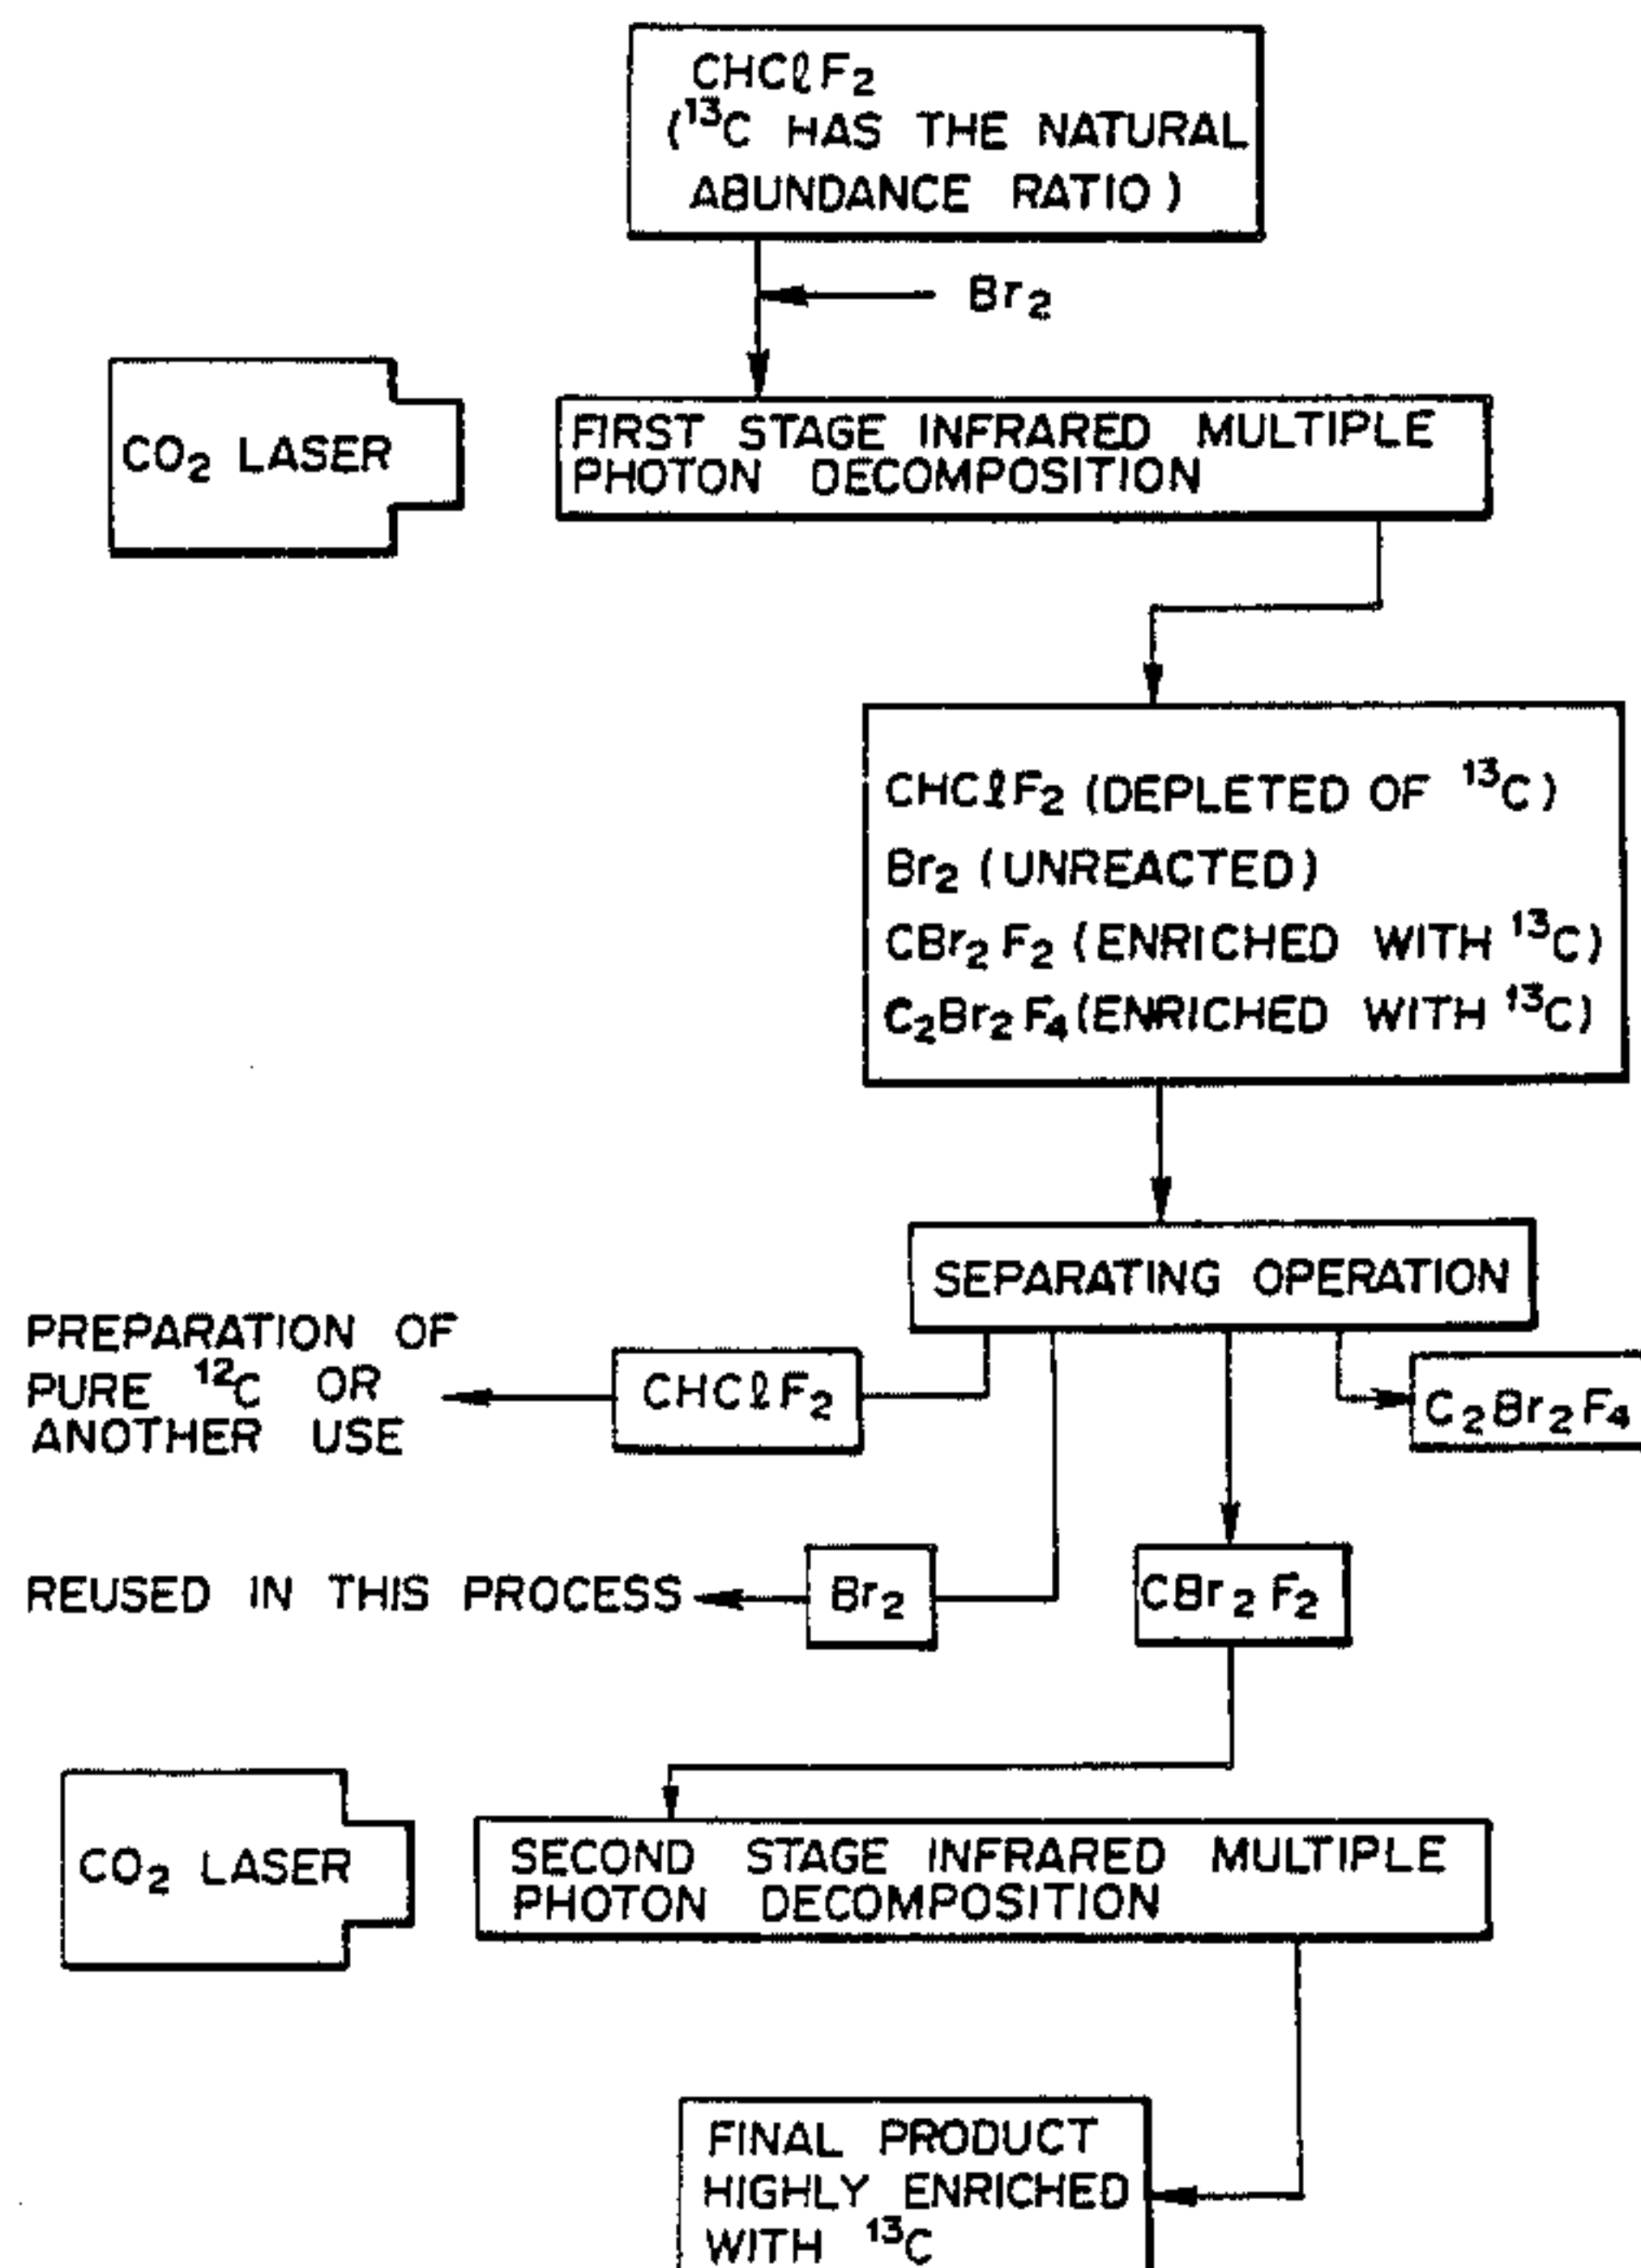 CHCℓF₂
(¹³C HAS THE NATURAL
ABUNDANCE RATIO)
Br₂
CO₂ LASER
FIRST STAGE INFRARED MULTIPLE
PHOTON DECOMPOSITION
CHCℓF₂ (DEPLETED OF ¹³C)
Br₂ (UNREACTED)
CBr₂F₂ (ENRICHED WITH ¹³C)
C₂Br₂F₄ (ENRICHED WITH ¹³C)
SEPARATING OPERATION
PREPARATION OF
PURE ¹²C OR
ANOTHER USE
CHCℓF₂
C₂Br₂F₄
REUSED IN THIS PROCESS
Br₂
CBr₂F₂
CO₂ LASER
SECOND STAGE INFRARED MULTIPLE
PHOTON DECOMPOSITION
FINAL PRODUCT
HIGHLY ENRICHED
WITH ¹³C